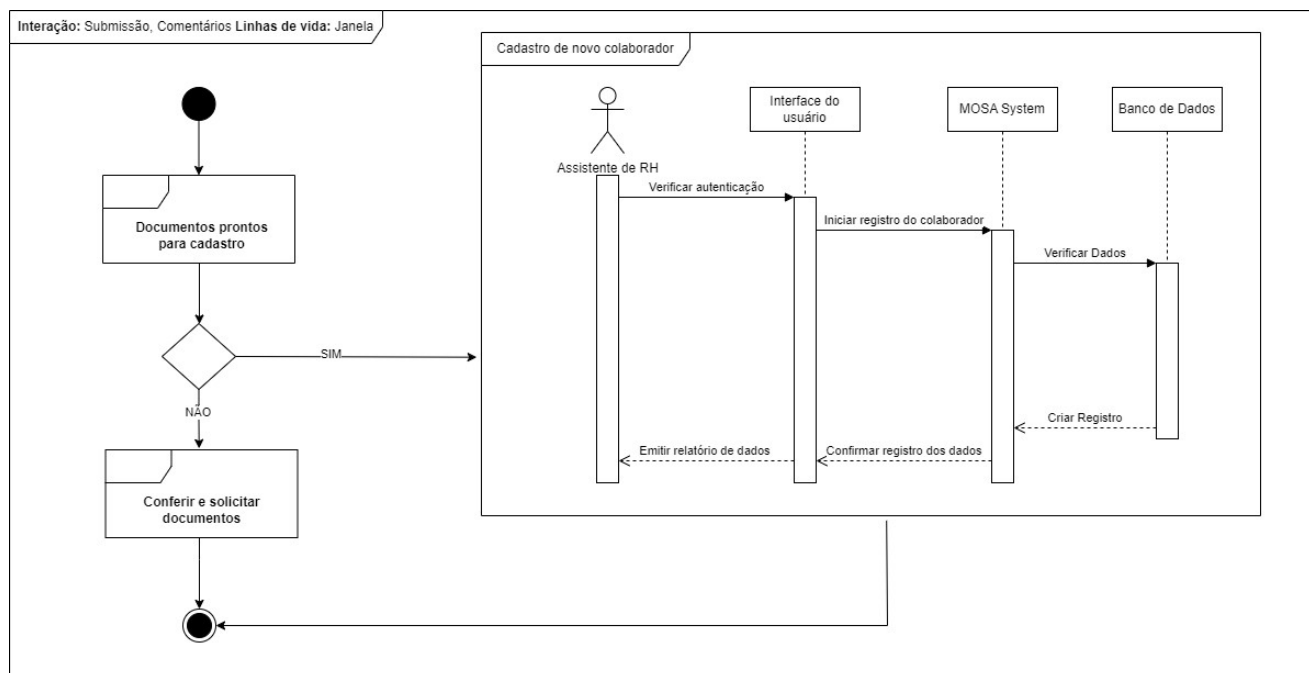 Interação: Submissão, Comentários Linhas de vida: Janela
Cadastro de novo colaborador
Interface do
usuário
MOSA System
Banco de Dados
Assistente de RH
Verificar autenticação
Iniciar registro do colaborador
Verificar Dados
Documentos prontos
para cadastro
SIM
NÃO
Criar Registro
Emitir relatório de dados
Confirmar registro dos dados
Conferir e solicitar
documentos